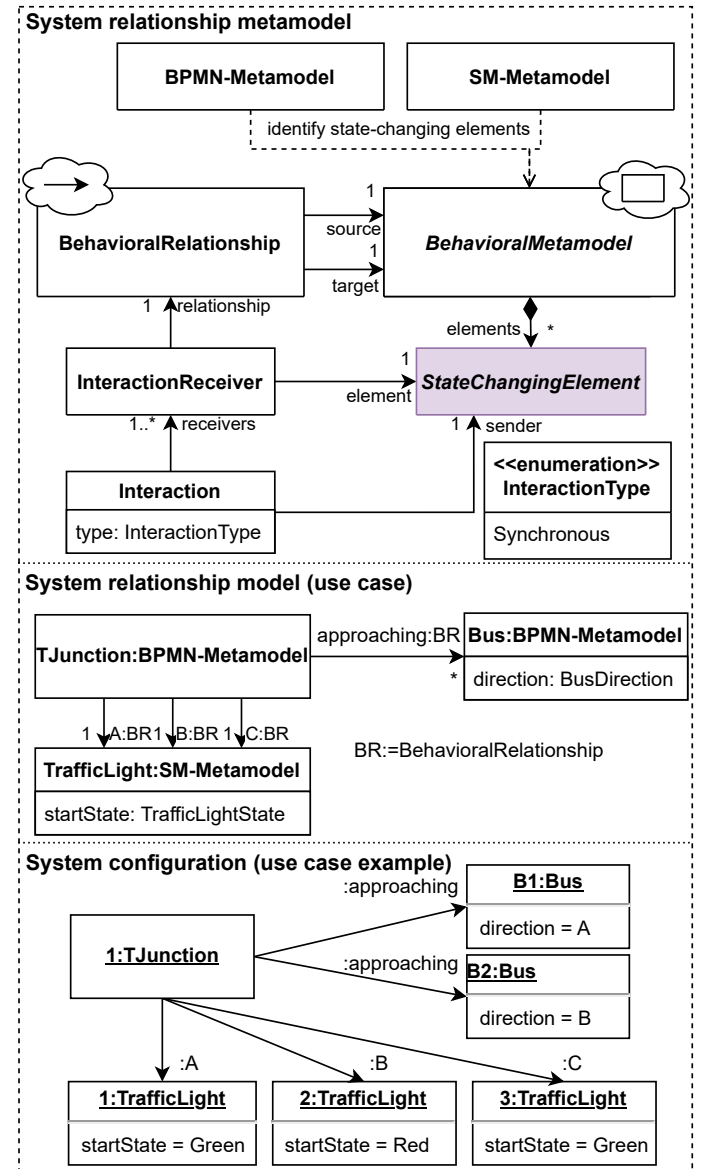 System relationship metamodel
BPMN-Metamodel
SM-Metamodel
identify state-changing elements
BehavioralRelationship
1
source
1
target
BehavioralMetamodel
1
relationship
elements
*
InteractionReceiver
1
element
StateChangingElement
1..*
receivers
1
sender
Interaction
type: InteractionType
<<enumeration>>
InteractionType
Synchronous
System relationship model (use case)
TJunction:BPMN-Metamodel
approaching:BR
*
Bus:BPMN-Metamodel
direction: BusDirection
1
A:BR
1
B:BR
1
C:BR
BR:=BehavioralRelationship
TrafficLight:SM-Metamodel
startState: TrafficLightState
System configuration (use case example)
:approaching
B1:Bus
direction = A
1:TJunction
:approaching
B2:Bus
direction = B
:A
:B
:C
1:TrafficLight
startState = Green
2:TrafficLight
startState = Red
3:TrafficLight
startState = Green